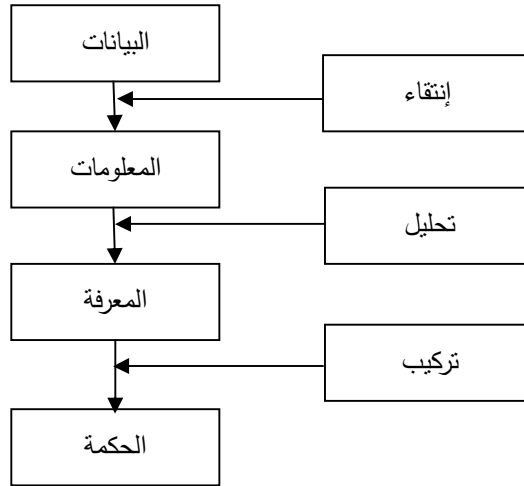 البيانات
إنتقاء
المعلومات
تحليل
المعرفة
تركيب
الحكمة